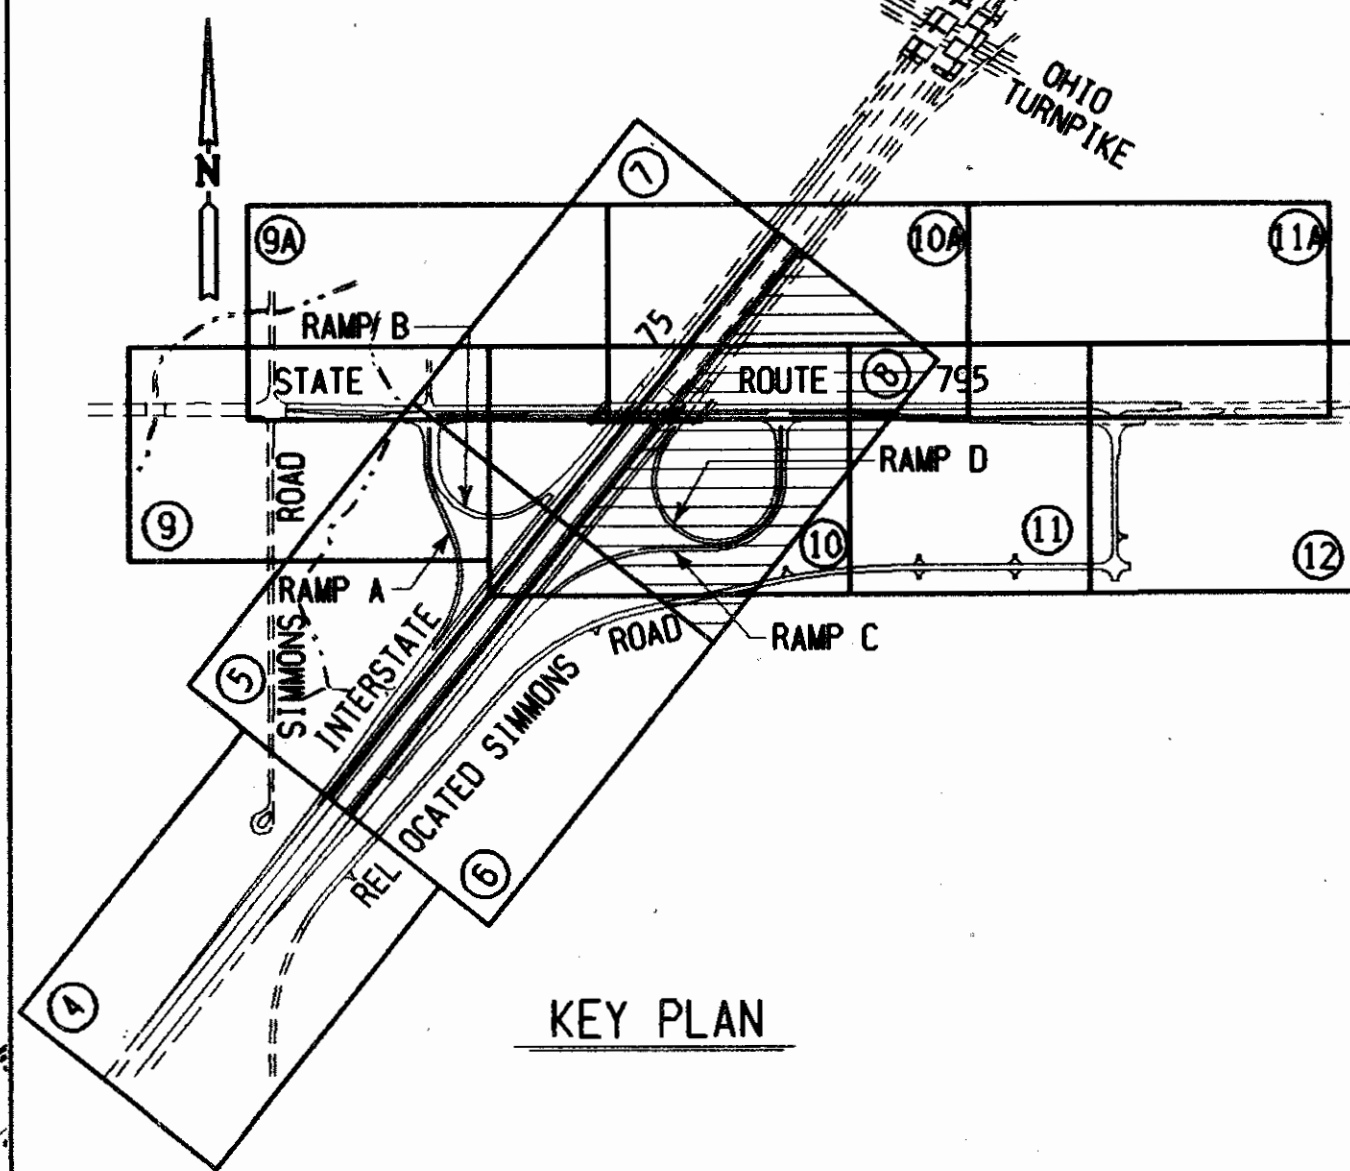 OHIO
TURNPIKE
7
N
9A
10A
11A
RAMP B
75
STATE
ROUTE
8
795
ROAD
RAMP D
9
10
11
12
RAMP A
SIMMONS
INTERSTATE
ROAD
RAMP C
5
RELOCATED SIMMONS
6
4
KEY PLAN